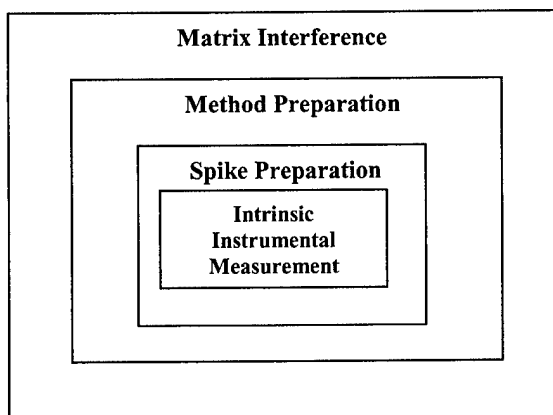 Matrix Interference
Method Preparation
Spike Preparation
Intrinsic
Instrumental
Measurement